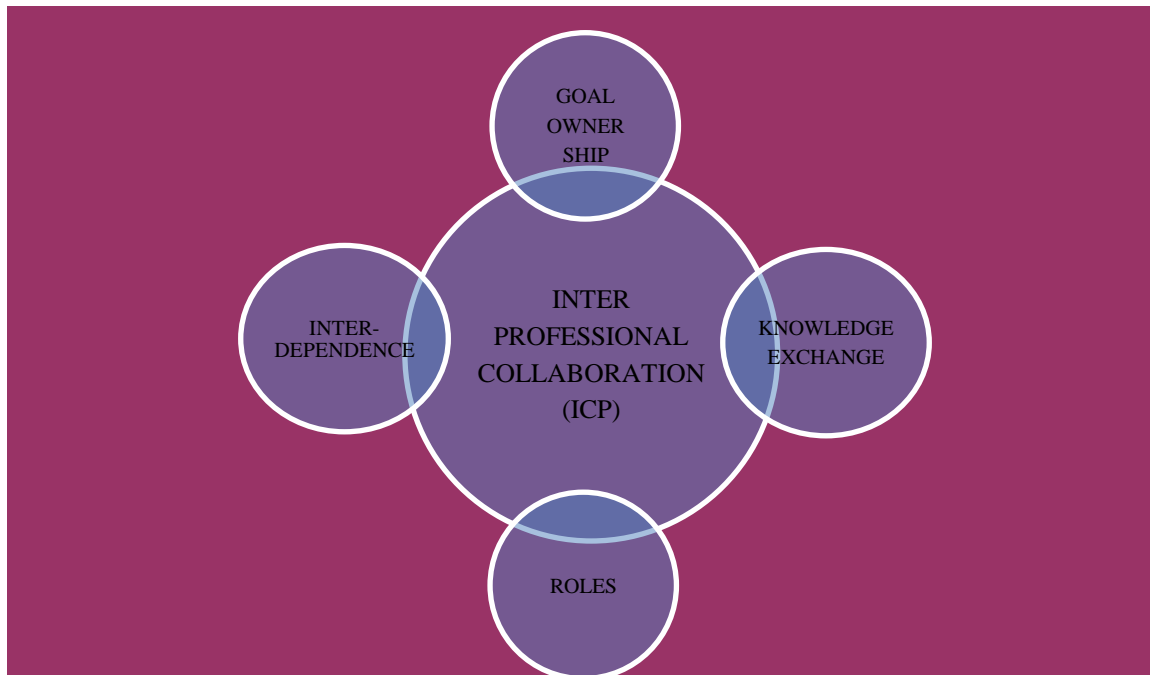 GOAL
OWNER
SHIP
INTER-
DEPENDENCE
INTER
PROFESSIONAL
COLLABORATION
(ICP)
KNOWLEDGE
EXCHANGE
ROLES